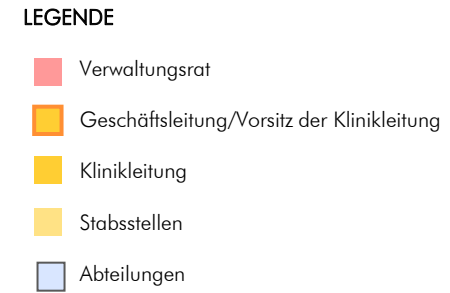 LEGENDE
Verwaltungsrat
Geschäftsleitung/Vorsitz der Klinikleitung
Klinikleitung
Stabsstellen
Abteilungen